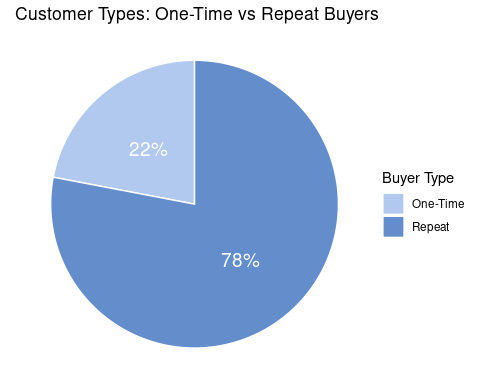 Customer Types: One-Time vs Repeat Buyers
22%
78%
Buyer Type
One-Time
Repeat